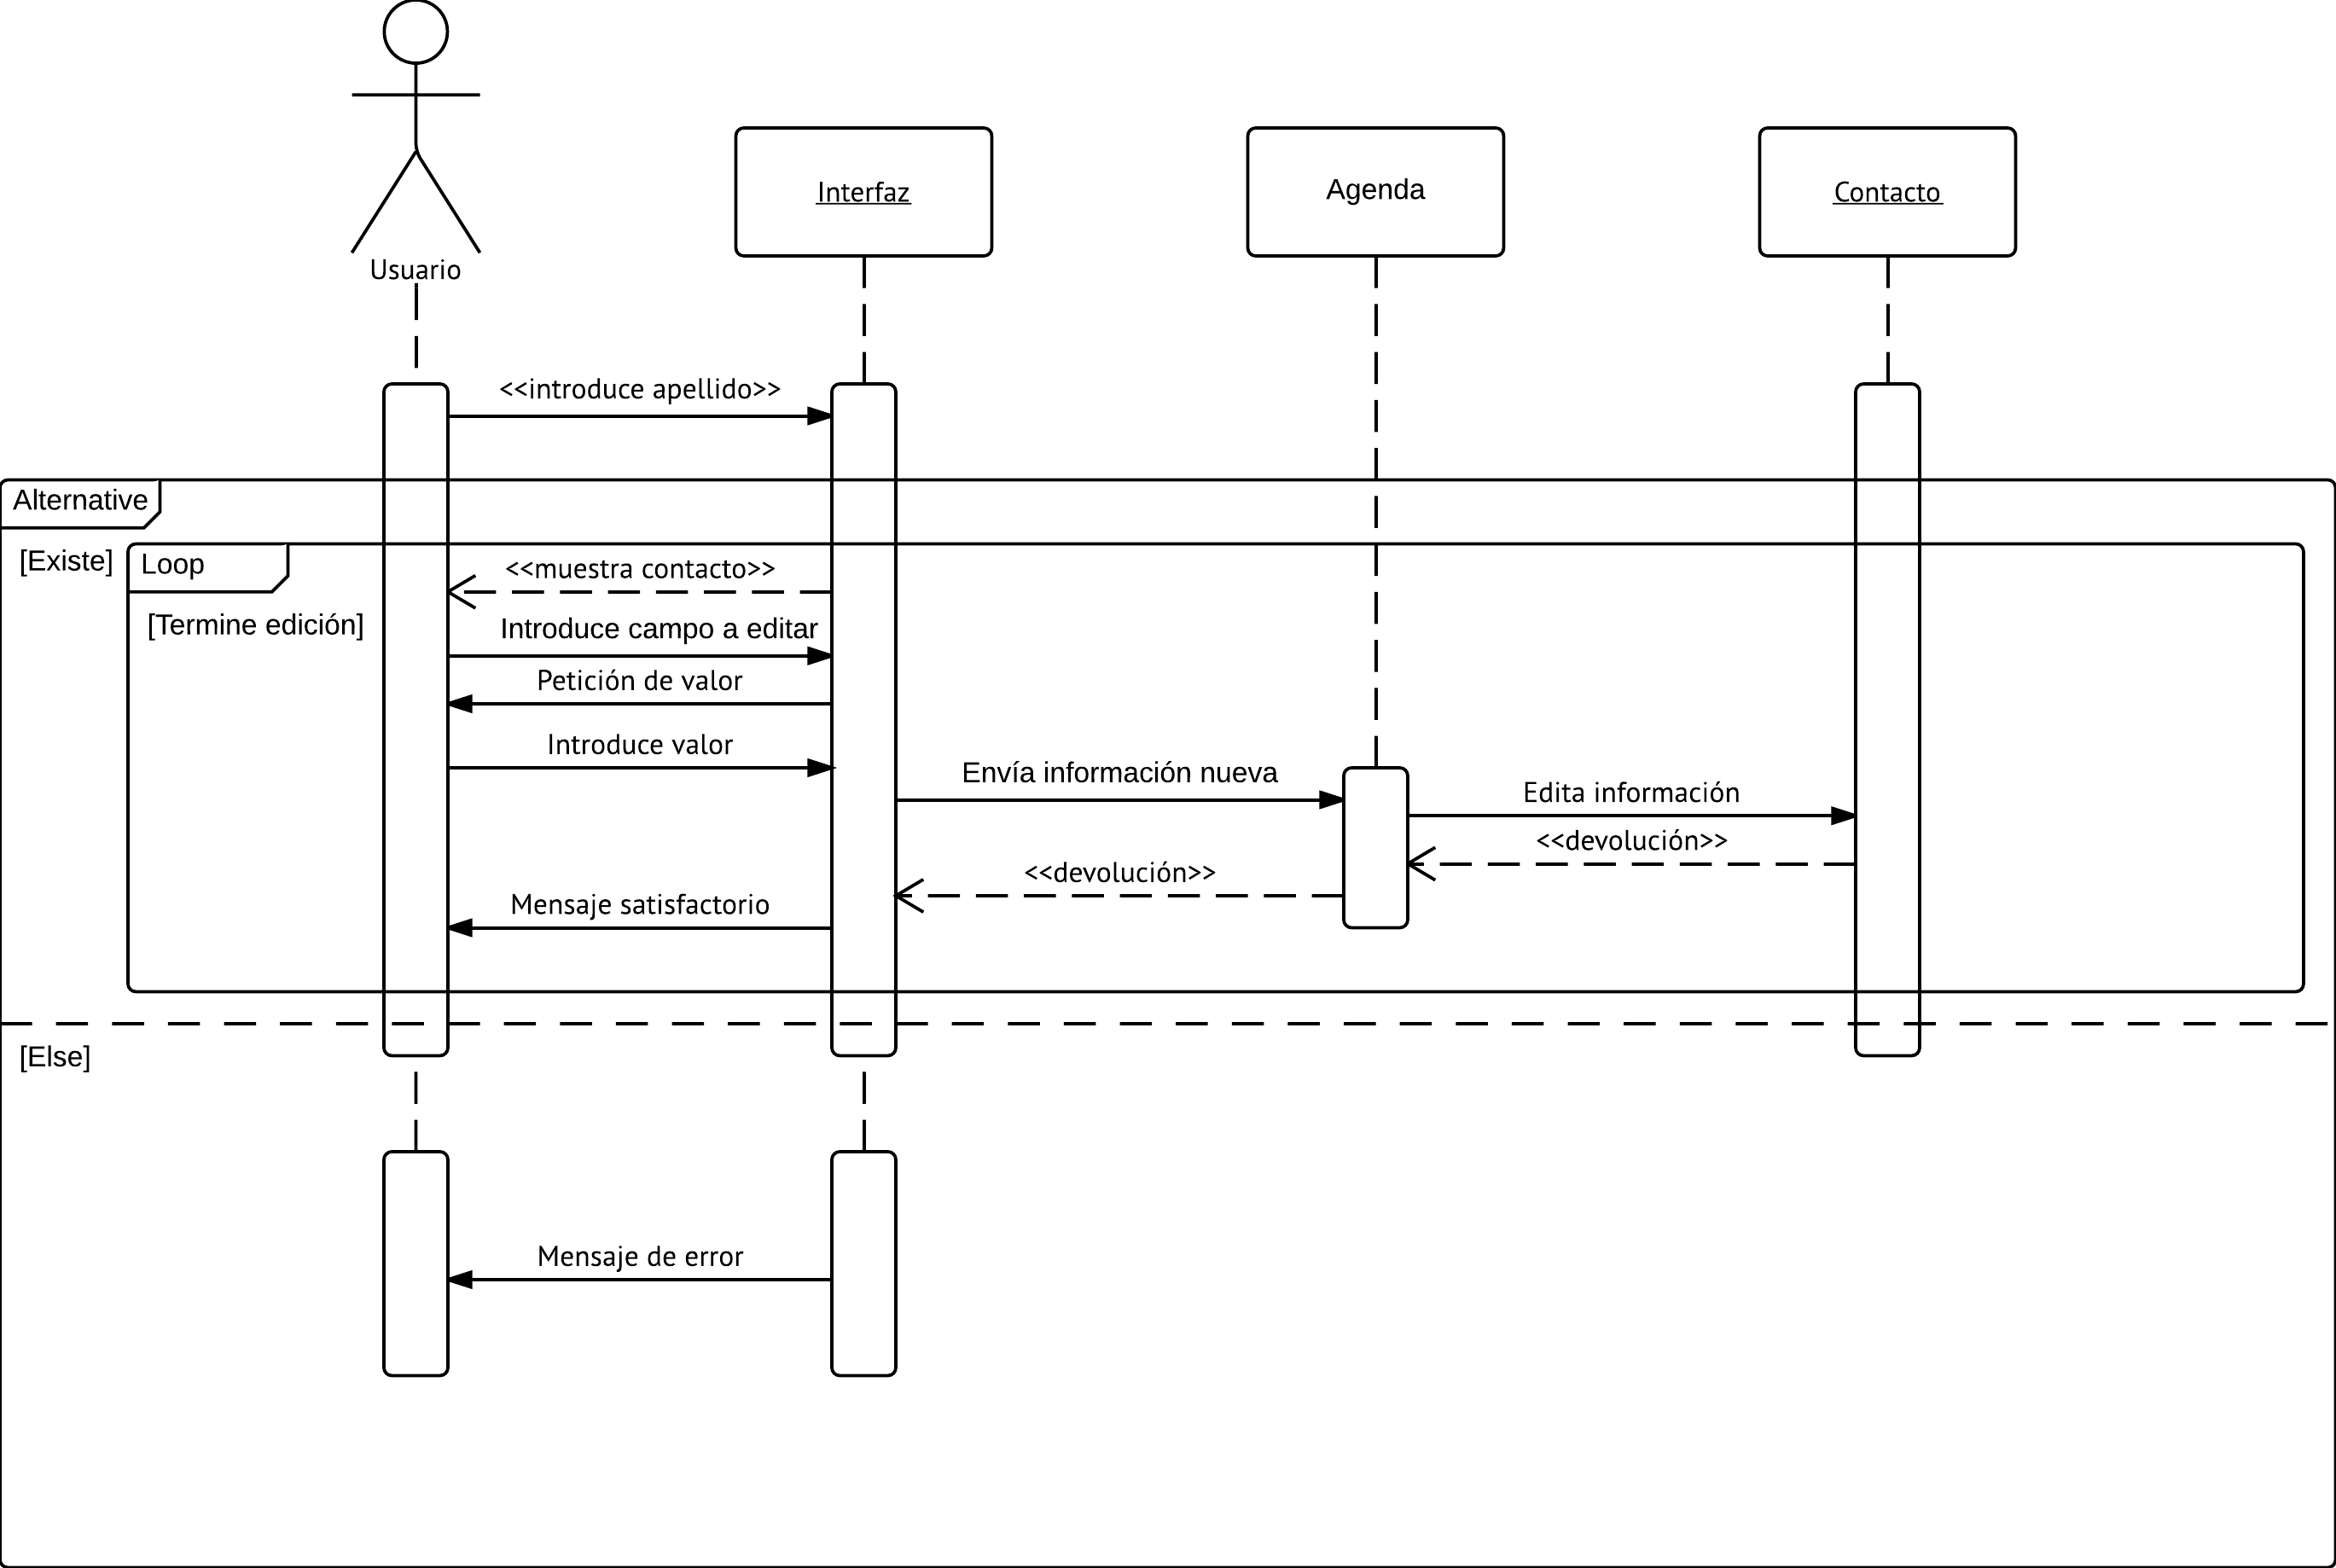 Usuario
Interfaz
Agenda
Contacto
<<introduce apellido>>
Alternative
[Existe]
Loop
[Termine edición]
<<muestra contacto>>
Introduce campo a editar
Petición de valor
Introduce valor
Envía información nueva
Edita información
<<devolución>>
<<devolución>>
Mensaje satisfactorio
[Else]
Mensaje de error